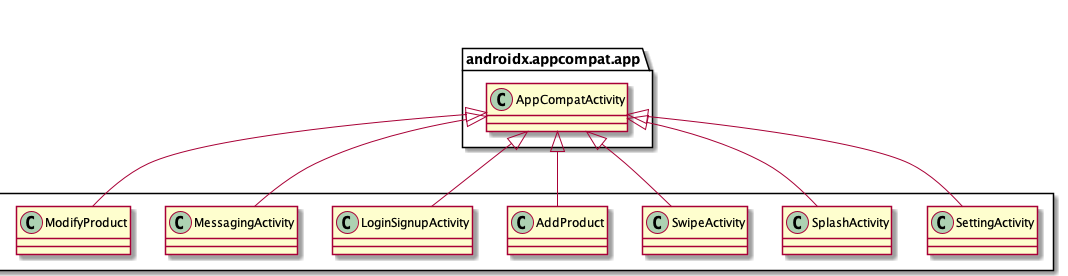 androidx.appcompat.app
C AppCompatActivity
C ModifyProduct C MessagingActivity C LoginSignupActivity C AddProduct C SwipeActivity C SplashActivity C SettingActivity